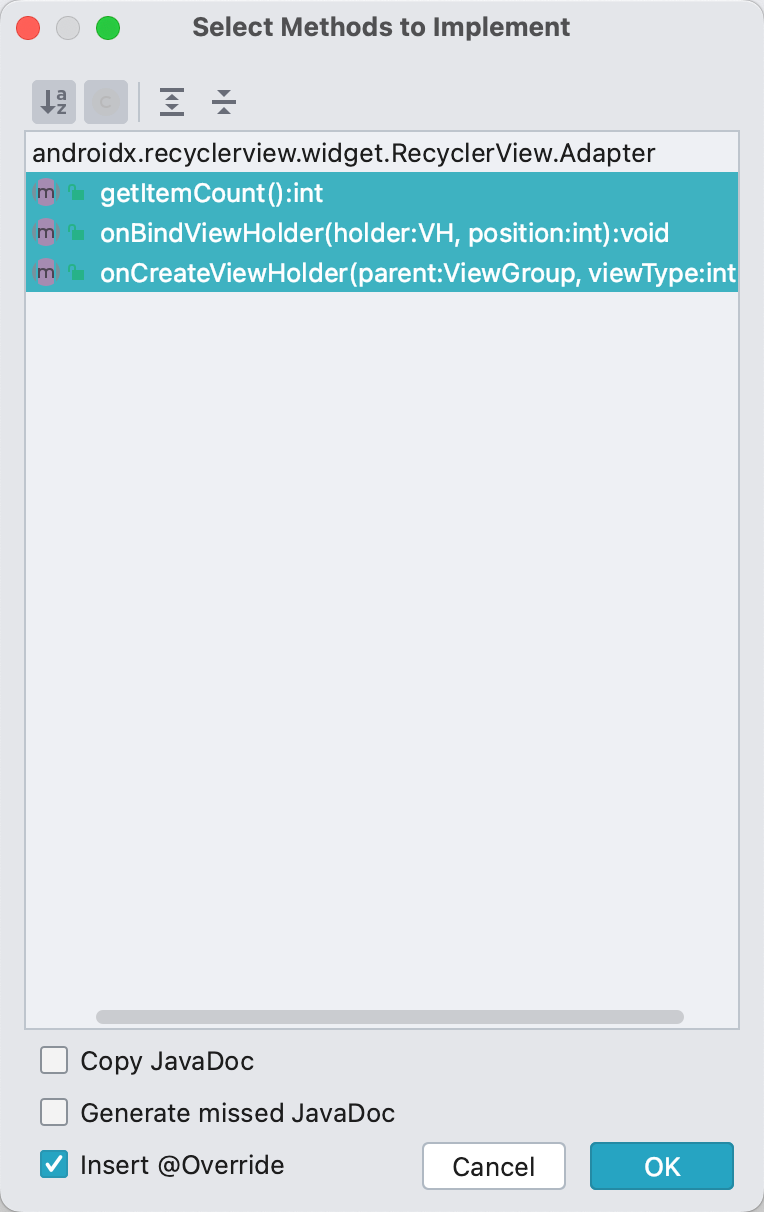 Select Methods to Implement
androidx.recyclerview.widget.RecyclerView.Adapter
m getItemCount():int
m onBindViewHolder(holder:VH, position:int):void
m onCreateViewHolder(parent:ViewGroup, viewType:int
Copy JavaDoc
Generate missed JavaDoc
Insert @Override
Cancel
OK